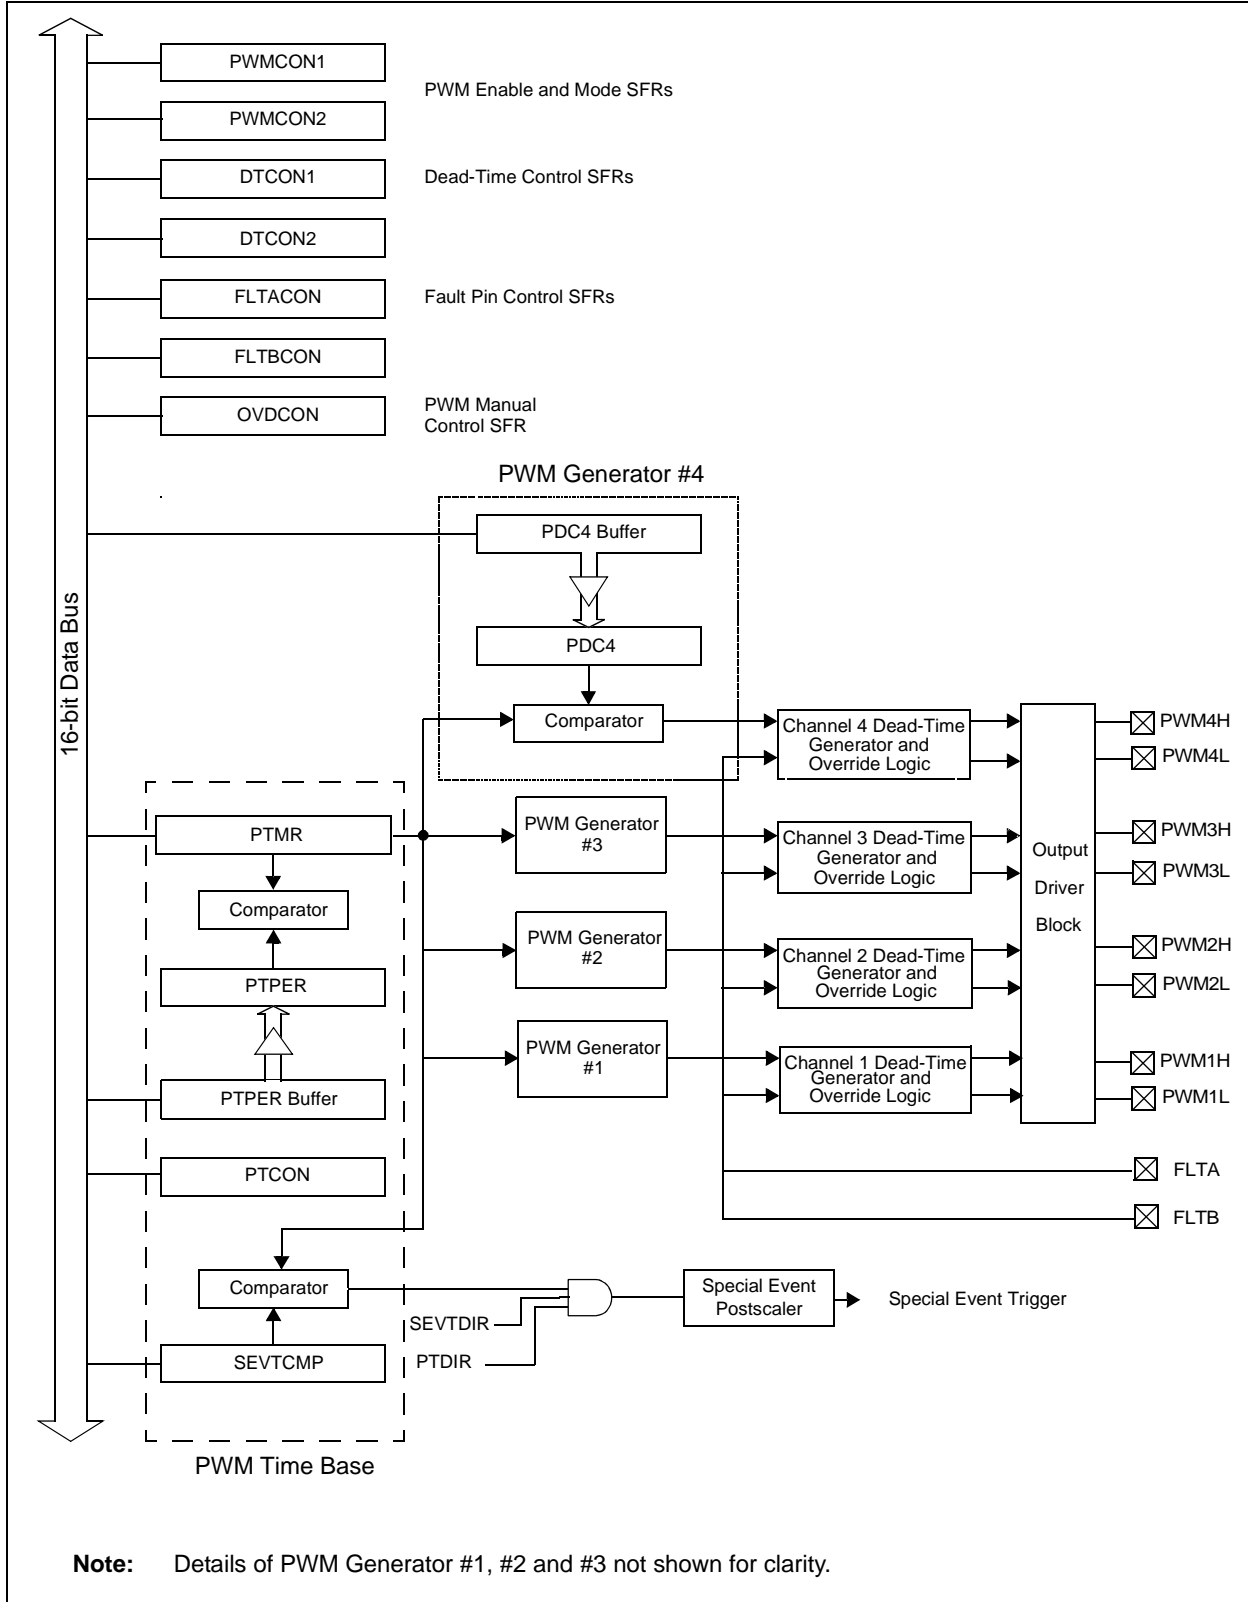 PWMCON1
PWM Enable and Mode SFRs
PWMCON2
DTCON1
Dead-Time Control SFRs
DTCON2
FLTACON
Fault Pin Control SFRs
FLTBCON
OVDCON
PWM Manual
Control SFR
PWM Generator #4
PDC4 Buffer
PDC4
Comparator
16-bit Data Bus
Channel 4 Dead-Time
Generator and
Override Logic
PWM4H
PWM4L
PTMR
Comparator
PTPER
PTPER Buffer
PTCON
Comparator
SEVTCMP
PWM Time Base
PWM Generator
#3
Channel 3 Dead-Time
Generator and
Override Logic
PWM3H
PWM3L
Output
Driver
Block
PWM Generator
#2
Channel 2 Dead-Time
Generator and
Override Logic
PWM2H
PWM2L
PWM Generator
#1
Channel 1 Dead-Time
Generator and
Override Logic
PWM1H
PWM1L
FLTA
FLTB
SEVTDIR
PTDIR
Special Event
Postscaler
Special Event Trigger
Note: Details of PWM Generator #1, #2 and #3 not shown for clarity.